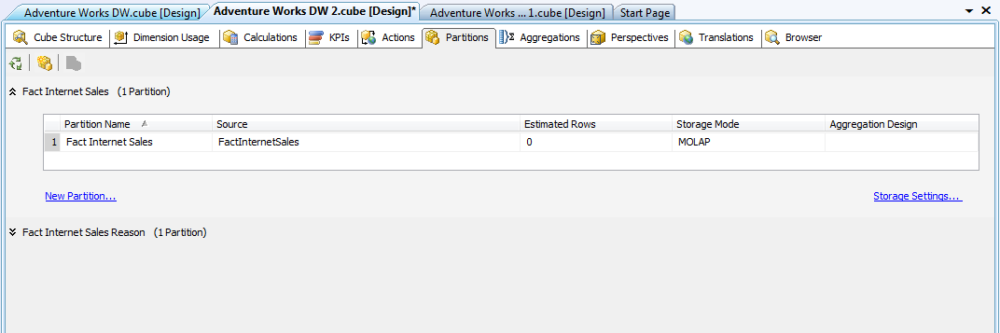 Adventure Works DW.cube [Design] Adventure Works DW 2.cube [Design]* Adventure Works ... 1.cube [Design] Start Page
Cube Structure Dimension Usage Calculations KPIs Actions Partitions Aggregations Perspectives Translations Browser
Fact Internet Sales (1 Partition)
Partition Name Source Estimated Rows Storage Mode Aggregation Design
1 Fact Internet Sales FactInternetSales 0 MOLAP
New Partition... Storage Settings...
Fact Internet Sales Reason (1 Partition)